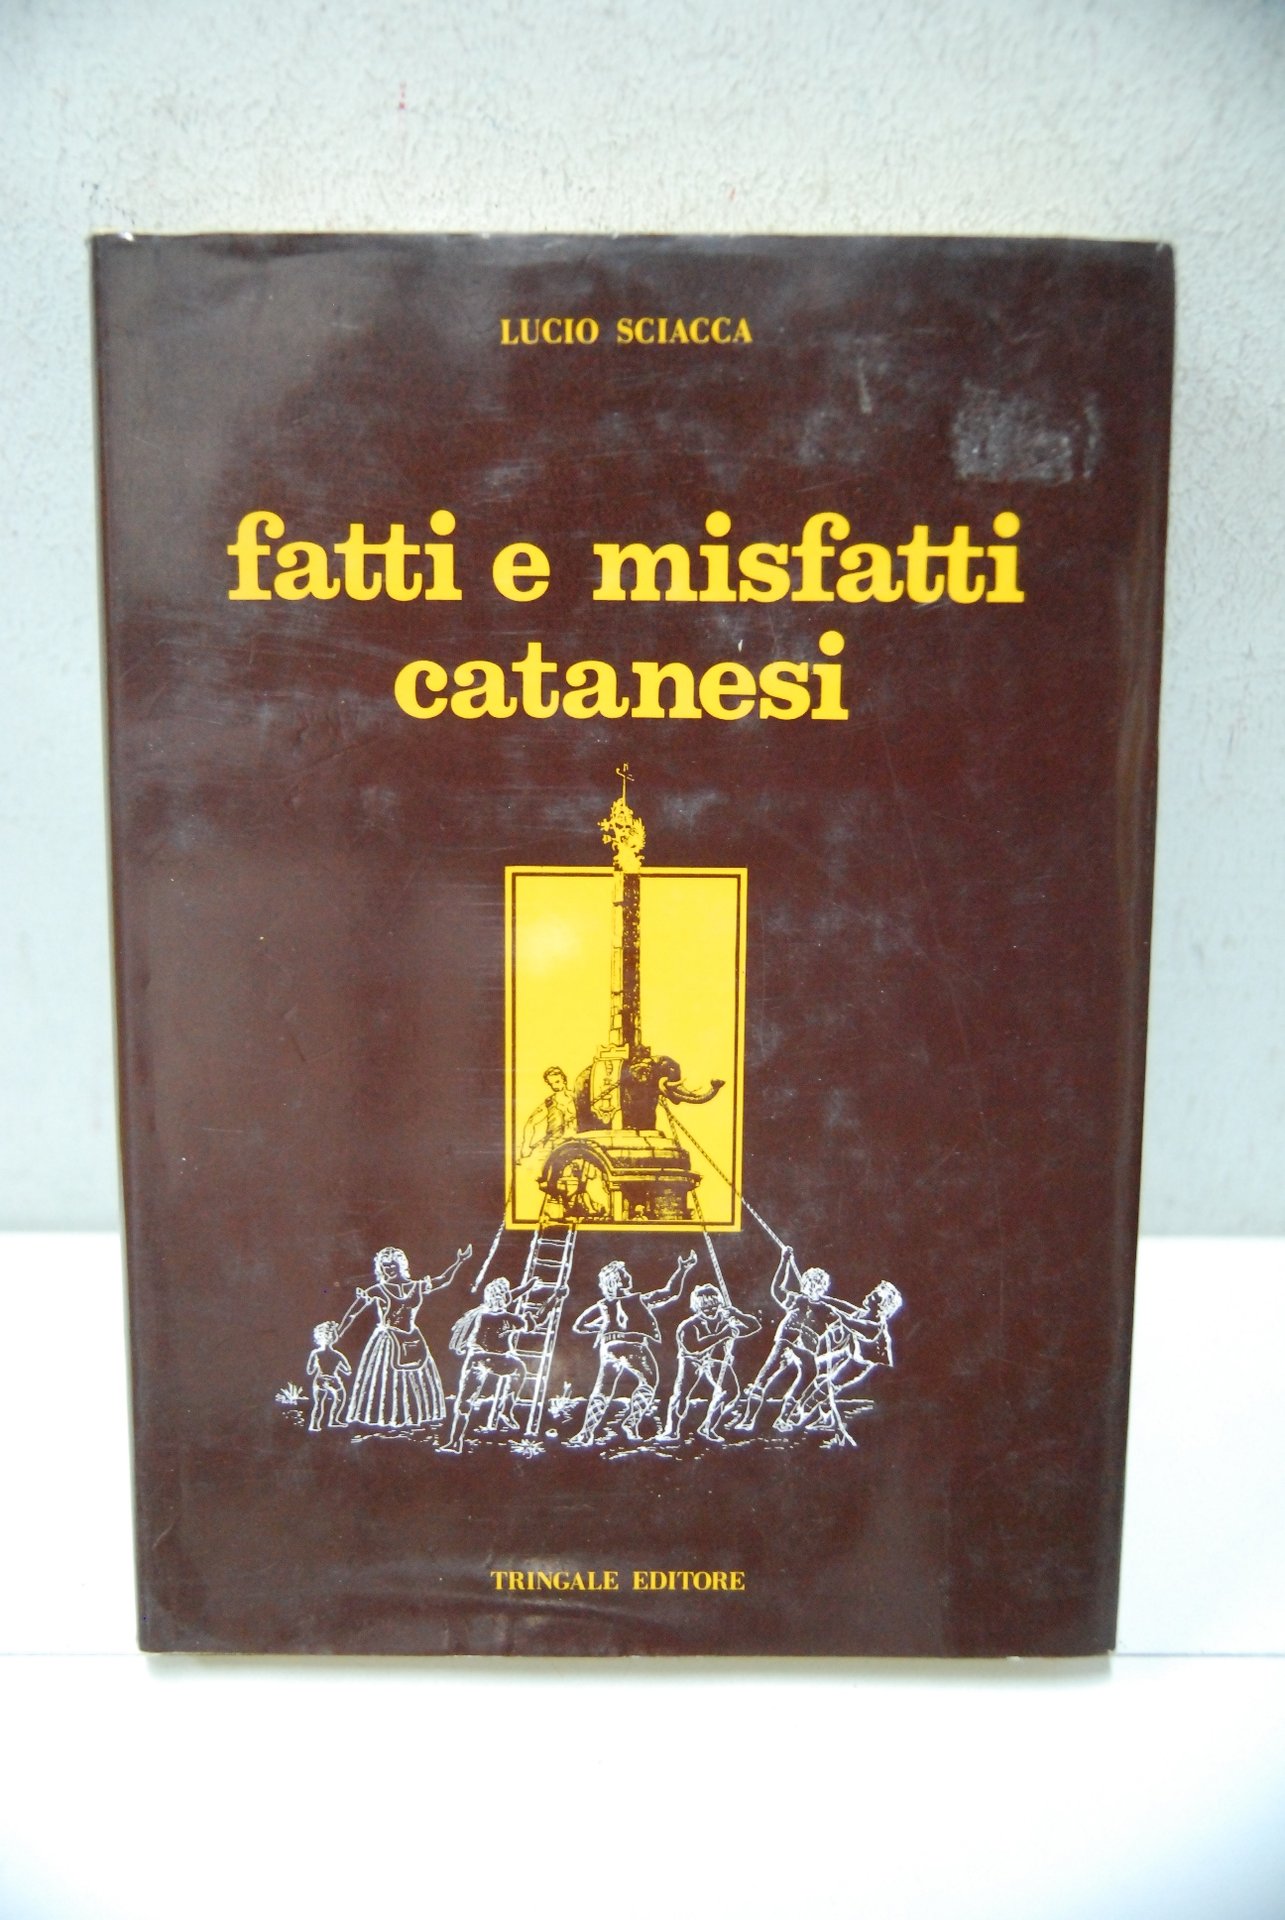 LUCIO SCIACCA
fatti e misfatti
catanesi
TRINGALE EDITORE